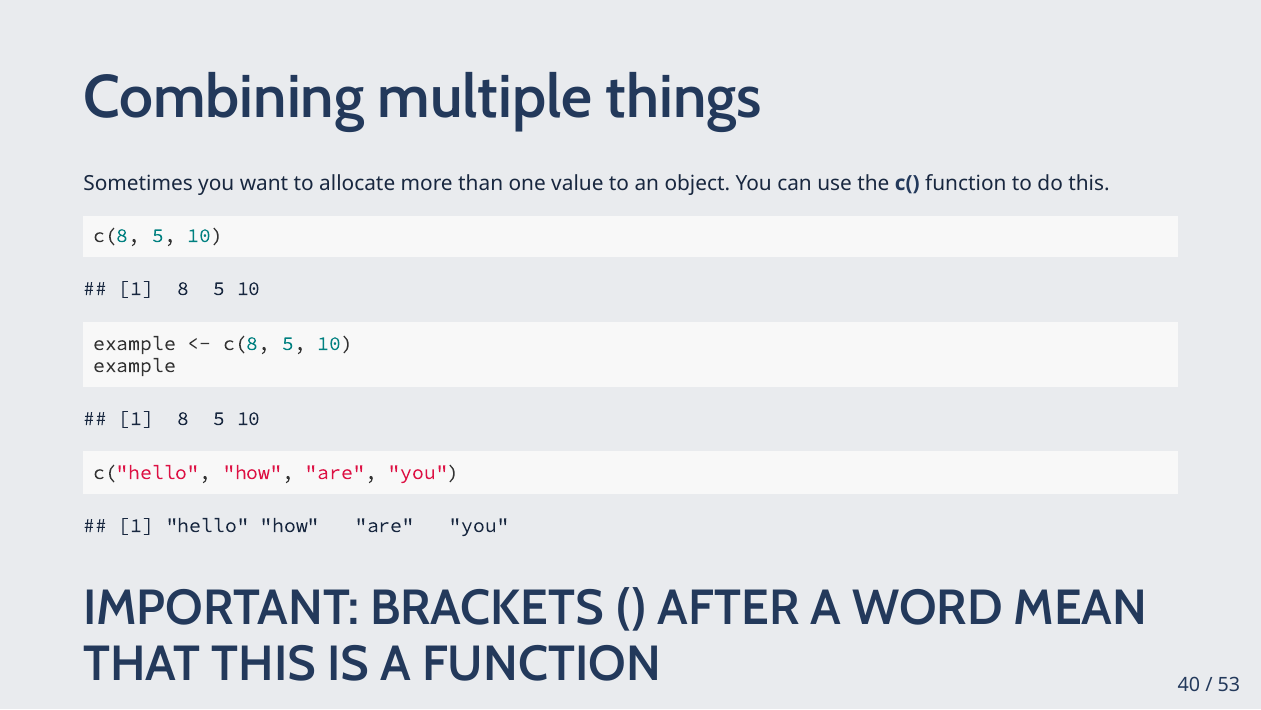 Combining multiple things
Sometimes you want to allocate more than one value to an object. You can use the c() function to do this.
c(8, 5, 10)
## [1]  8  5 10
example <- c(8, 5, 10)
example
## [1]  8  5 10
c("hello", "how", "are", "you")
## [1] "hello" "how"   "are"   "you"
IMPORTANT: BRACKETS () AFTER A WORD MEAN
THAT THIS IS A FUNCTION
40 / 53